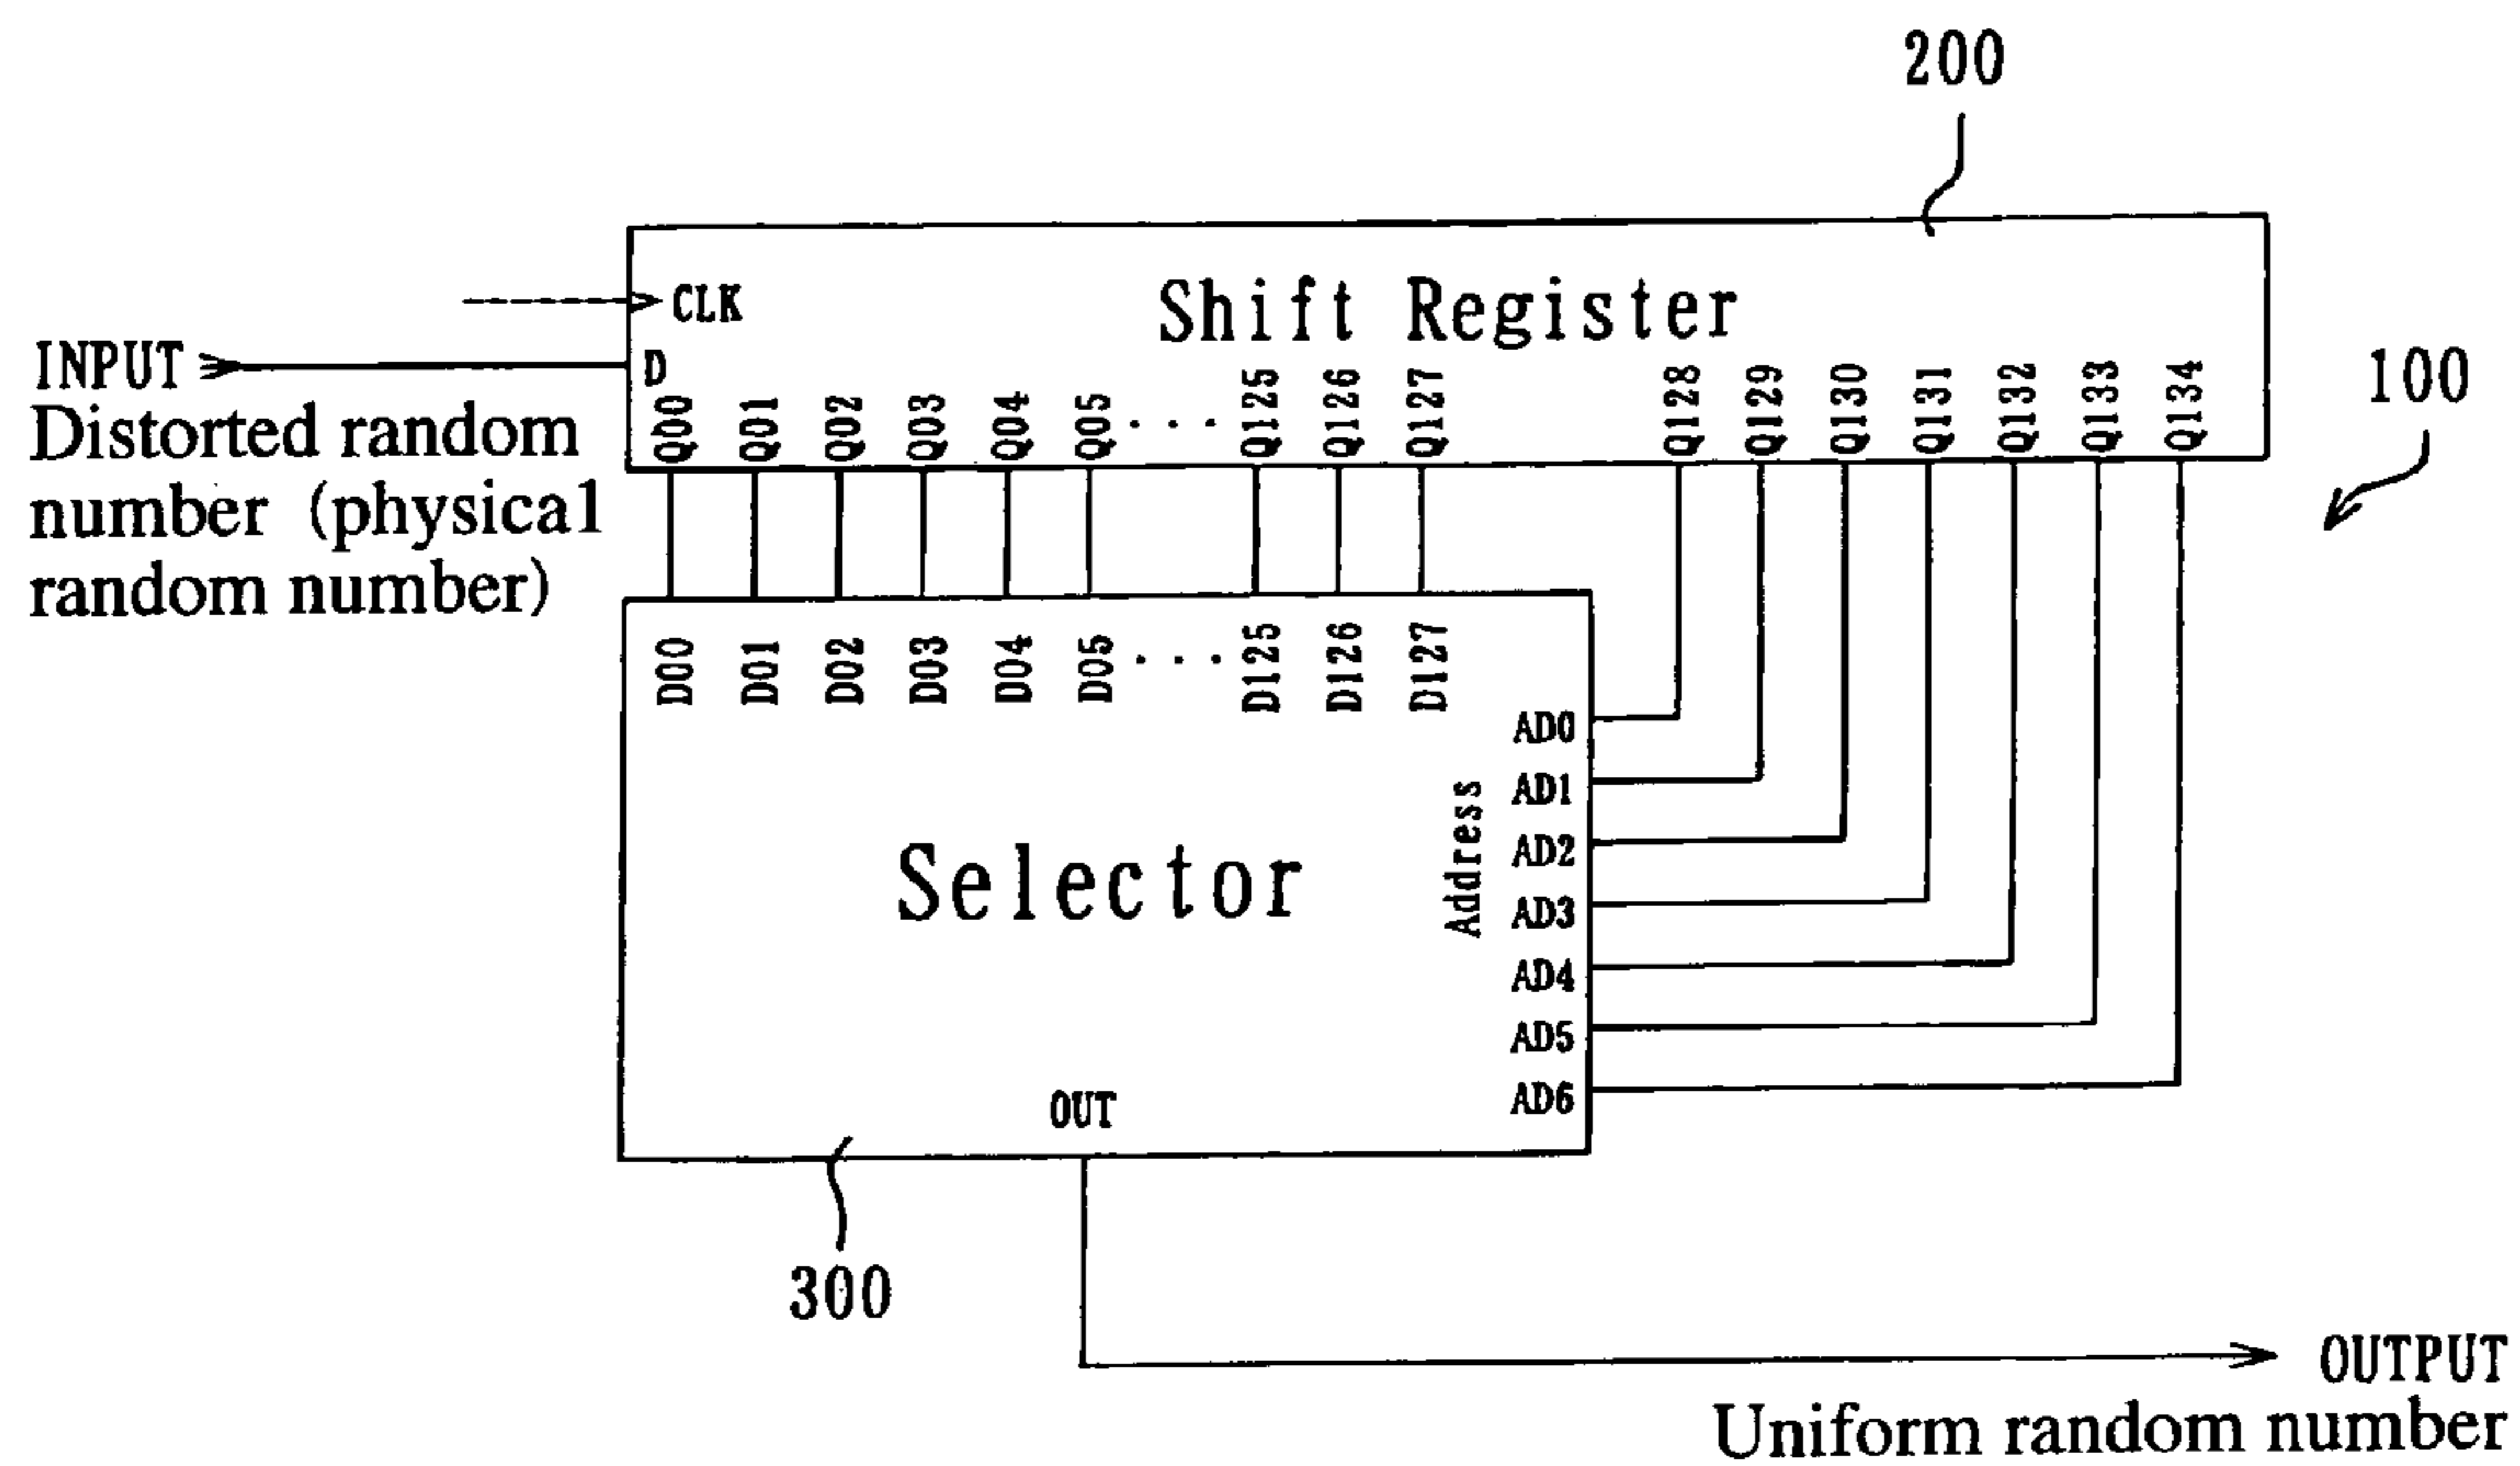 200
Shift Register
CLK
INPUT
D
Distorted random
number (physical
random number)
Q00 Q01 Q02 Q03 Q04 Q05 ··· Q125 Q126 Q127 Q128 Q129 Q130 Q131 Q132 Q133 Q134
100
D00 D01 D02 D03 D04 D05 ··· D125 D126 D127
Selector
Address
AD0
AD1
AD2
AD3
AD4
AD5
AD6
OUT
300
OUTPUT
Uniform random number